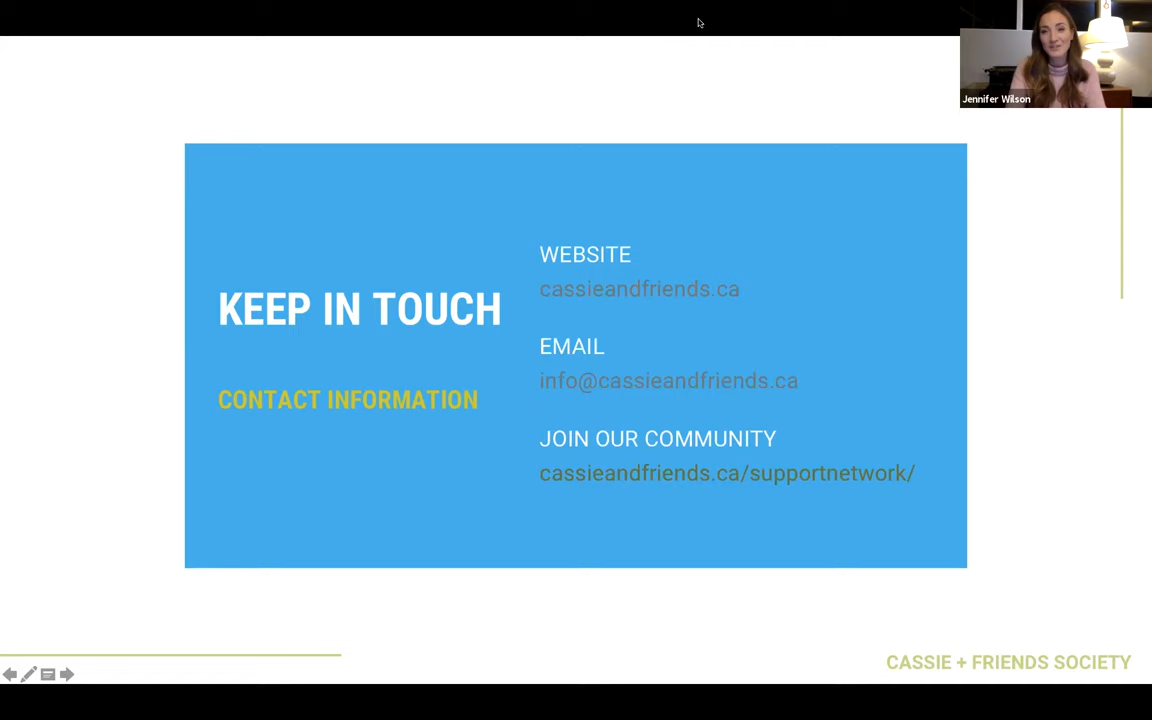 Jennifer Wilson
KEEP IN TOUCH
CONTACT INFORMATION
WEBSITE
cassieandfriends.ca
EMAIL
info@cassieandfriends.ca
JOIN OUR COMMUNITY
cassieandfriends.ca/supportnetwork/
CASSIE + FRIENDS SOCIETY